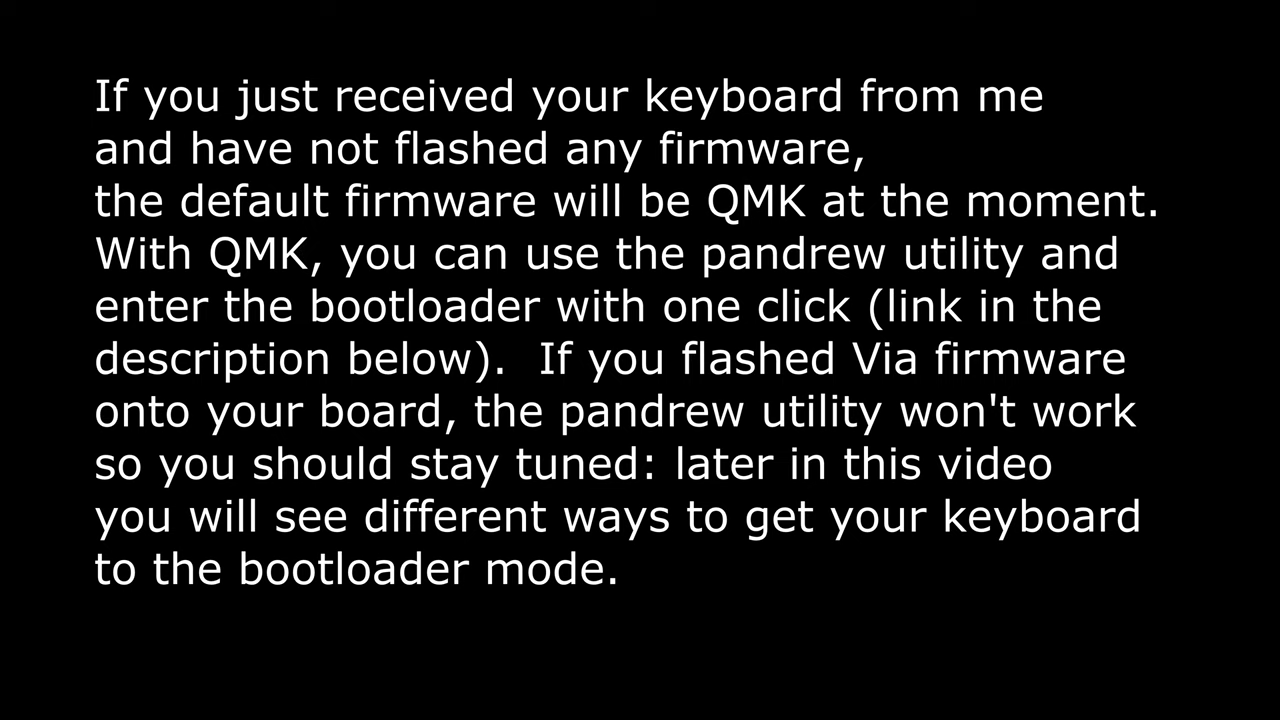 If you just received your keyboard from me
and have not flashed any firmware,
the default firmware will be QMK at the moment.
With QMK, you can use the pandrew utility and
enter the bootloader with one click (link in the
description below).  If you flashed Via firmware
onto your board, the pandrew utility won't work
so you should stay tuned: later in this video
you will see different ways to get your keyboard
to the bootloader mode.